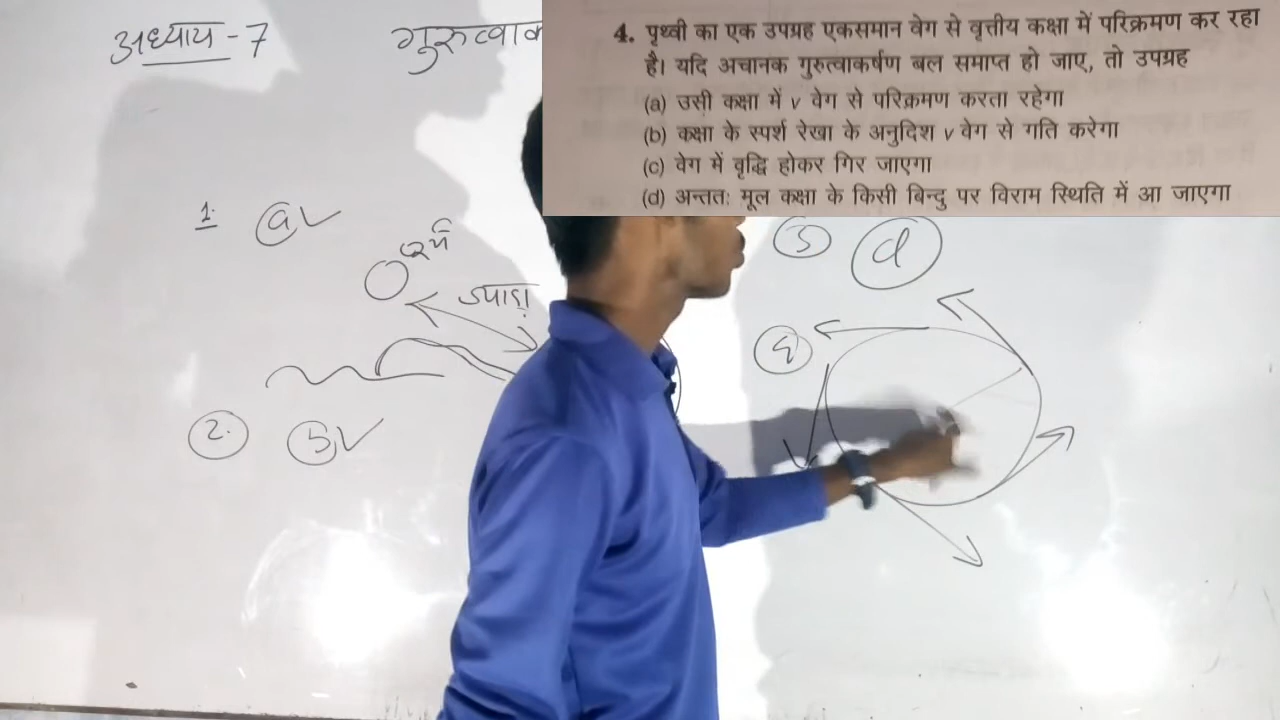 अध्याय - 7
4. पृथ्वी का एक उपग्रह एकसमान वेग से वृत्तीय कक्षा में परिक्रमण कर रहा
है। यदि अचानक गुरुत्वाकर्षण बल समाप्त हो जाए, तो उपग्रह
(a) उसी कक्षा में v वेग से परिक्रमण करता रहेगा
(b) कक्षा के स्पर्श रेखा के अनुदिश v वेग से गति करेगा
(c) वेग में वृद्धि होकर गिर जाएगा
(d) अन्ततः मूल कक्षा के किसी बिन्दु पर विराम स्थिति में आ जाएगा
1. a
2. b
d